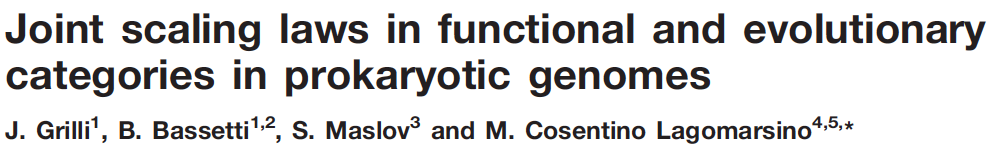 Joint scaling laws in functional and evolutionary
categories in prokaryotic genomes
J. Grilli¹, B. Bassetti¹,², S. Maslov³ and M. Cosentino Lagomarsino⁴,⁵,*